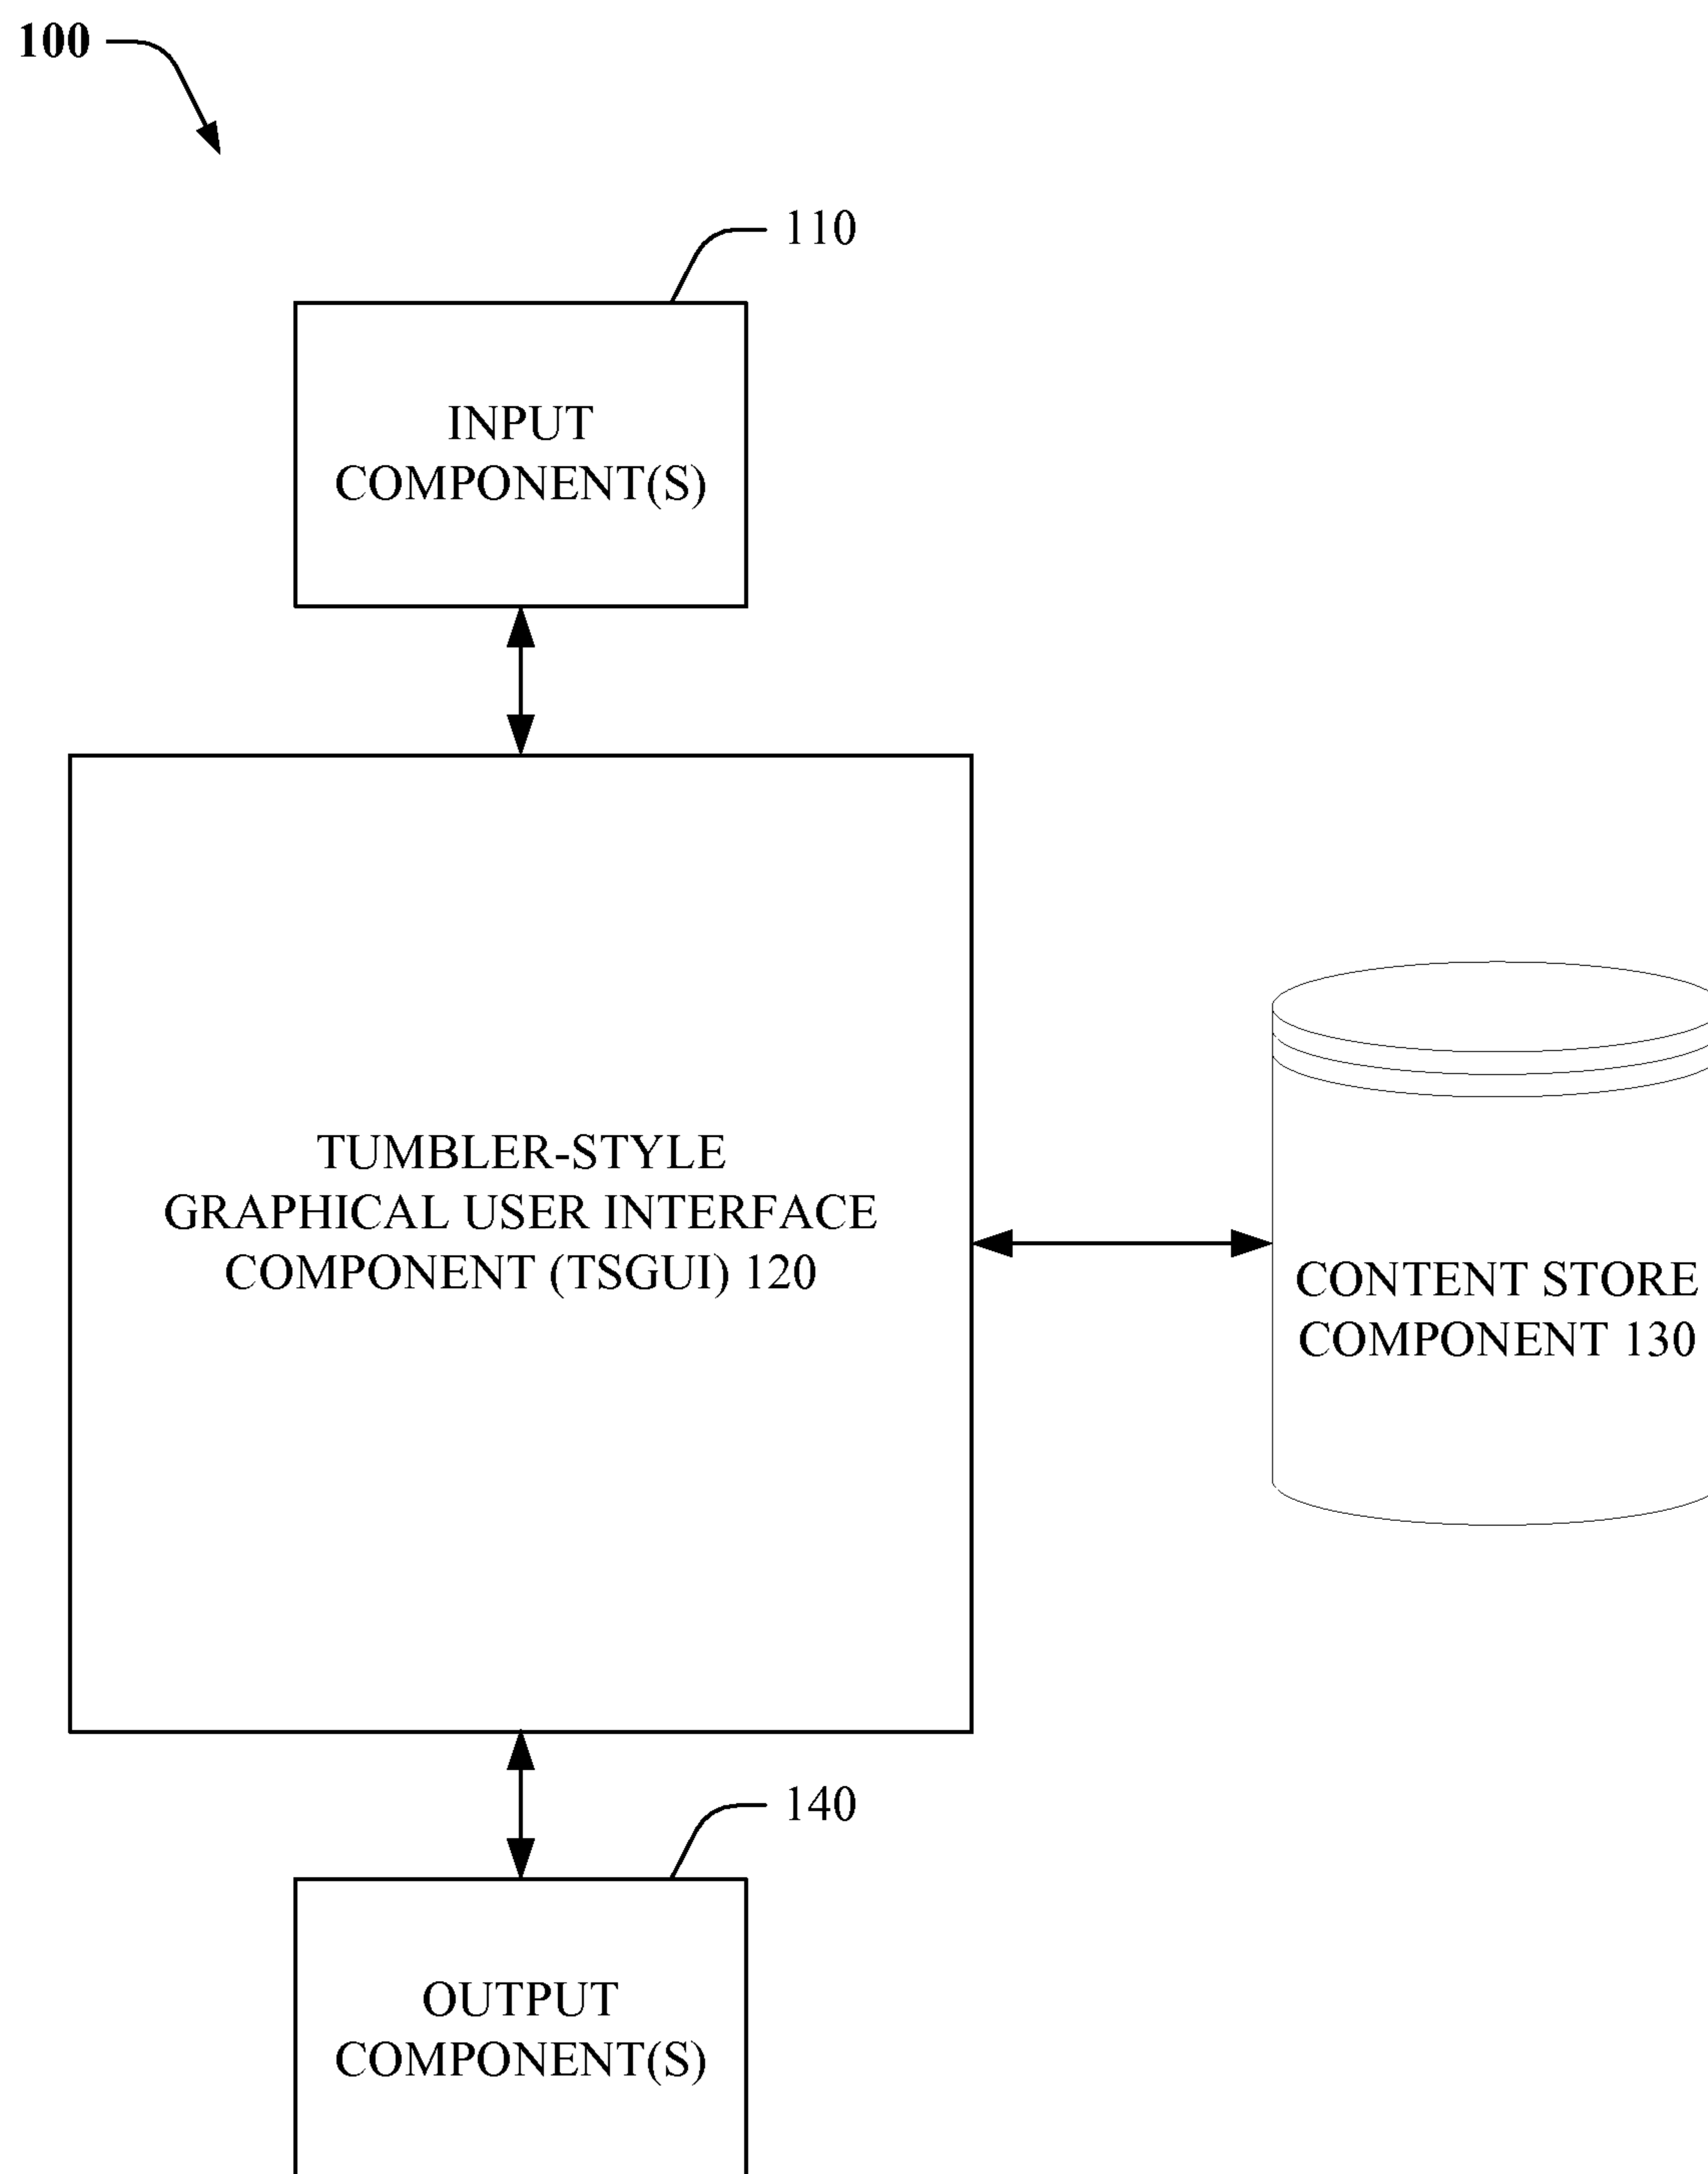 100
110
INPUT
COMPONENT(S)
TUMBLER-STYLE
GRAPHICAL USER INTERFACE
COMPONENT (TSGUI) 120
CONTENT STORE
COMPONENT 130
140
OUTPUT
COMPONENT(S)